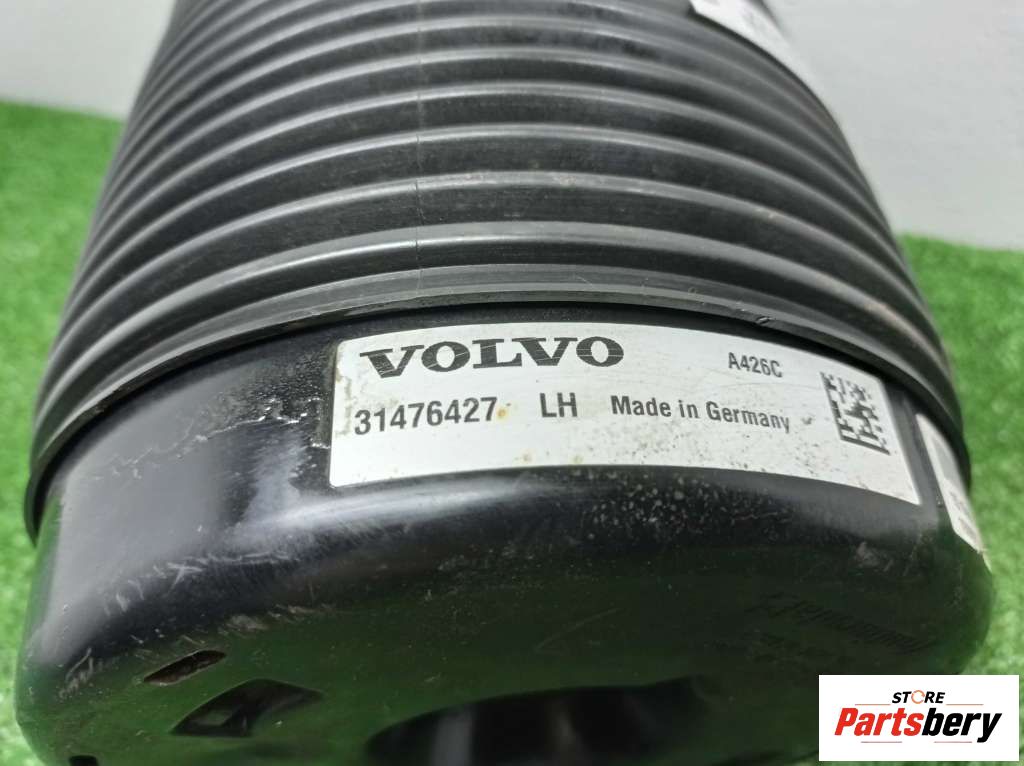 VOLVO
A426C
31476427 LH Made in Germany
STORE
Partsbery